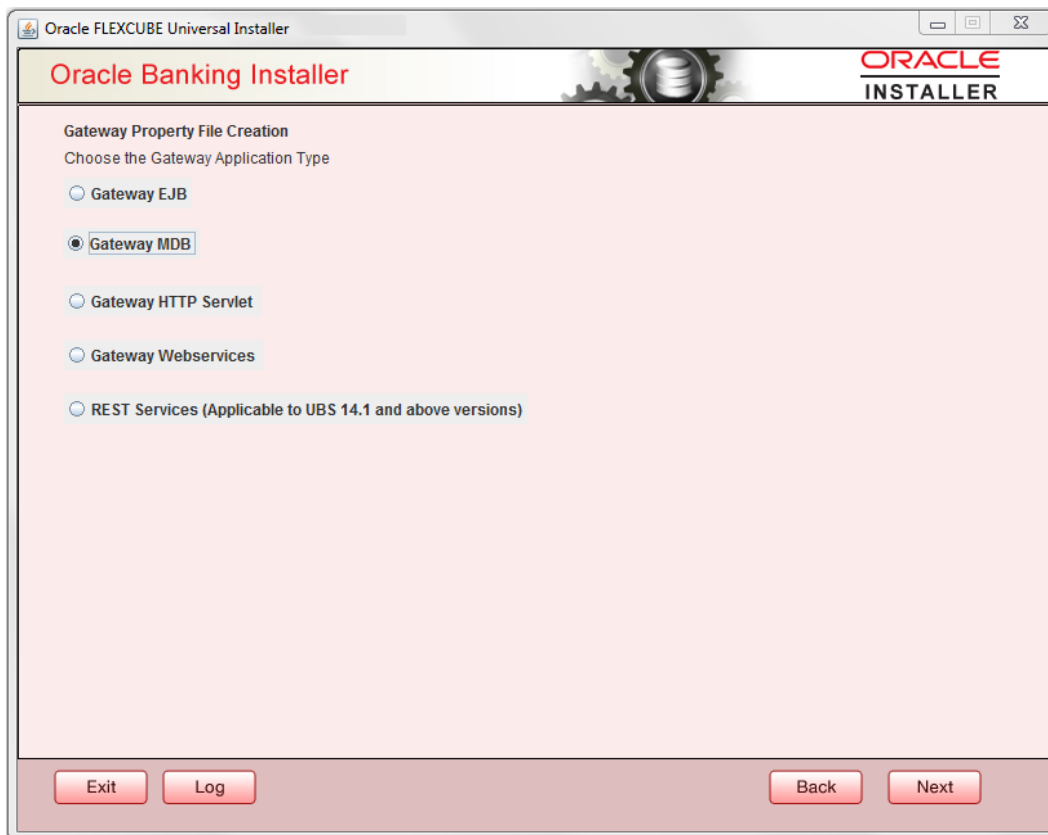 Oracle FLEXCUBE Universal Installer
Oracle Banking Installer
ORACLE
INSTALLER
Gateway Property File Creation
Choose the Gateway Application Type
Gateway EJB
Gateway MDB
Gateway HTTP Servlet
Gateway Webservices
REST Services (Applicable to UBS 14.1 and above versions)
Exit Log Back Next